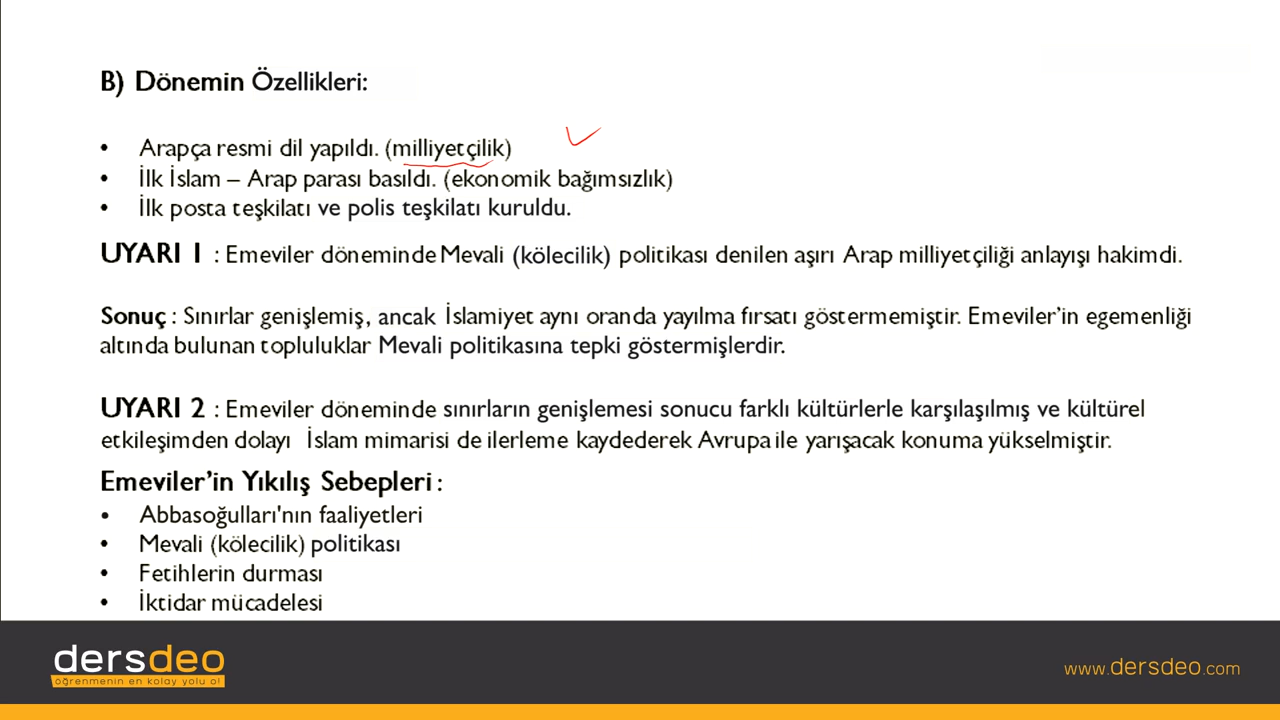 B) Dönemin Özellikleri:
• Arapça resmi dil yapıldı. (milliyetçilik)
• İlk İslam – Arap parası basıldı. (ekonomik bağımsızlık)
• İlk posta teşkilatı ve polis teşkilatı kuruldu.
UYARI 1 : Emeviler döneminde Mevali (kölecilik) politikası denilen aşırı Arap milliyetçiliği anlayışı hakimdi.
Sonuç : Sınırlar genişlemiş, ancak İslamiyet aynı oranda yayılma fırsatı göstermemiştir. Emeviler’in egemenliği
altında bulunan topluluklar Mevali politikasına tepki göstermişlerdir.
UYARI 2 : Emeviler döneminde sınırların genişlemesi sonucu farklı kültürlerle karşılaşılmış ve kültürel
etkileşimden dolayı İslam mimarisi de ilerleme kaydederek Avrupa ile yarışacak konuma yükselmiştir.
Emeviler’in Yıkılış Sebepleri :
• Abbasoğulları'nın faaliyetleri
• Mevali (kölecilik) politikası
• Fetihlerin durması
• İktidar mücadelesi
dersdeo
öğrenmenin en kolay yolu o!
www.dersdeo.com